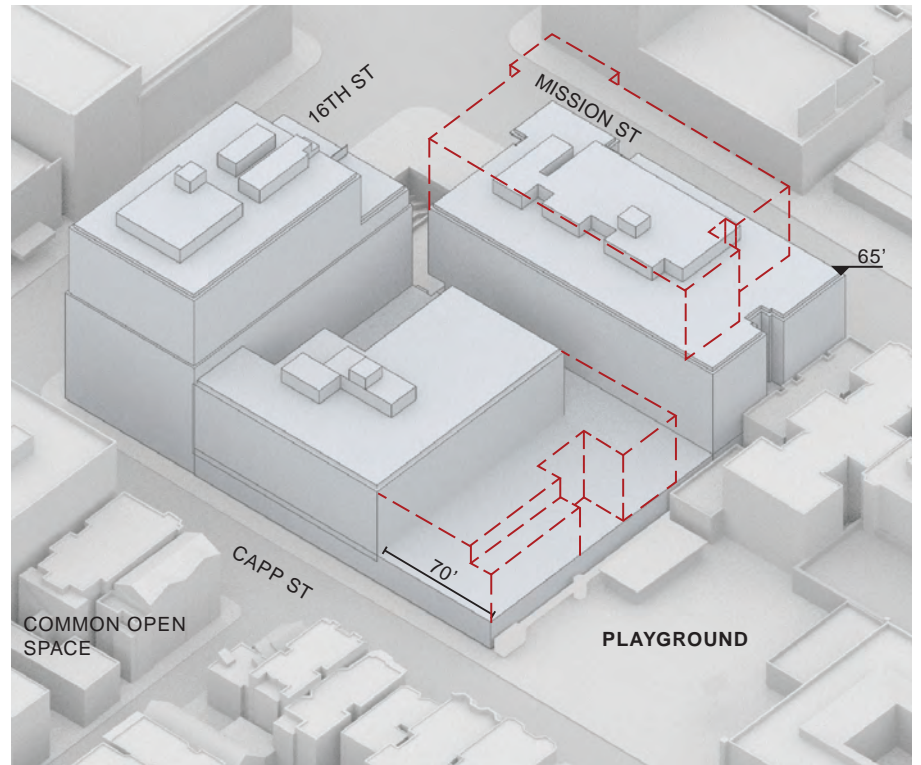 16TH ST
MISSION ST
65'
70'
CAPP ST
COMMON OPEN
SPACE
PLAYGROUND